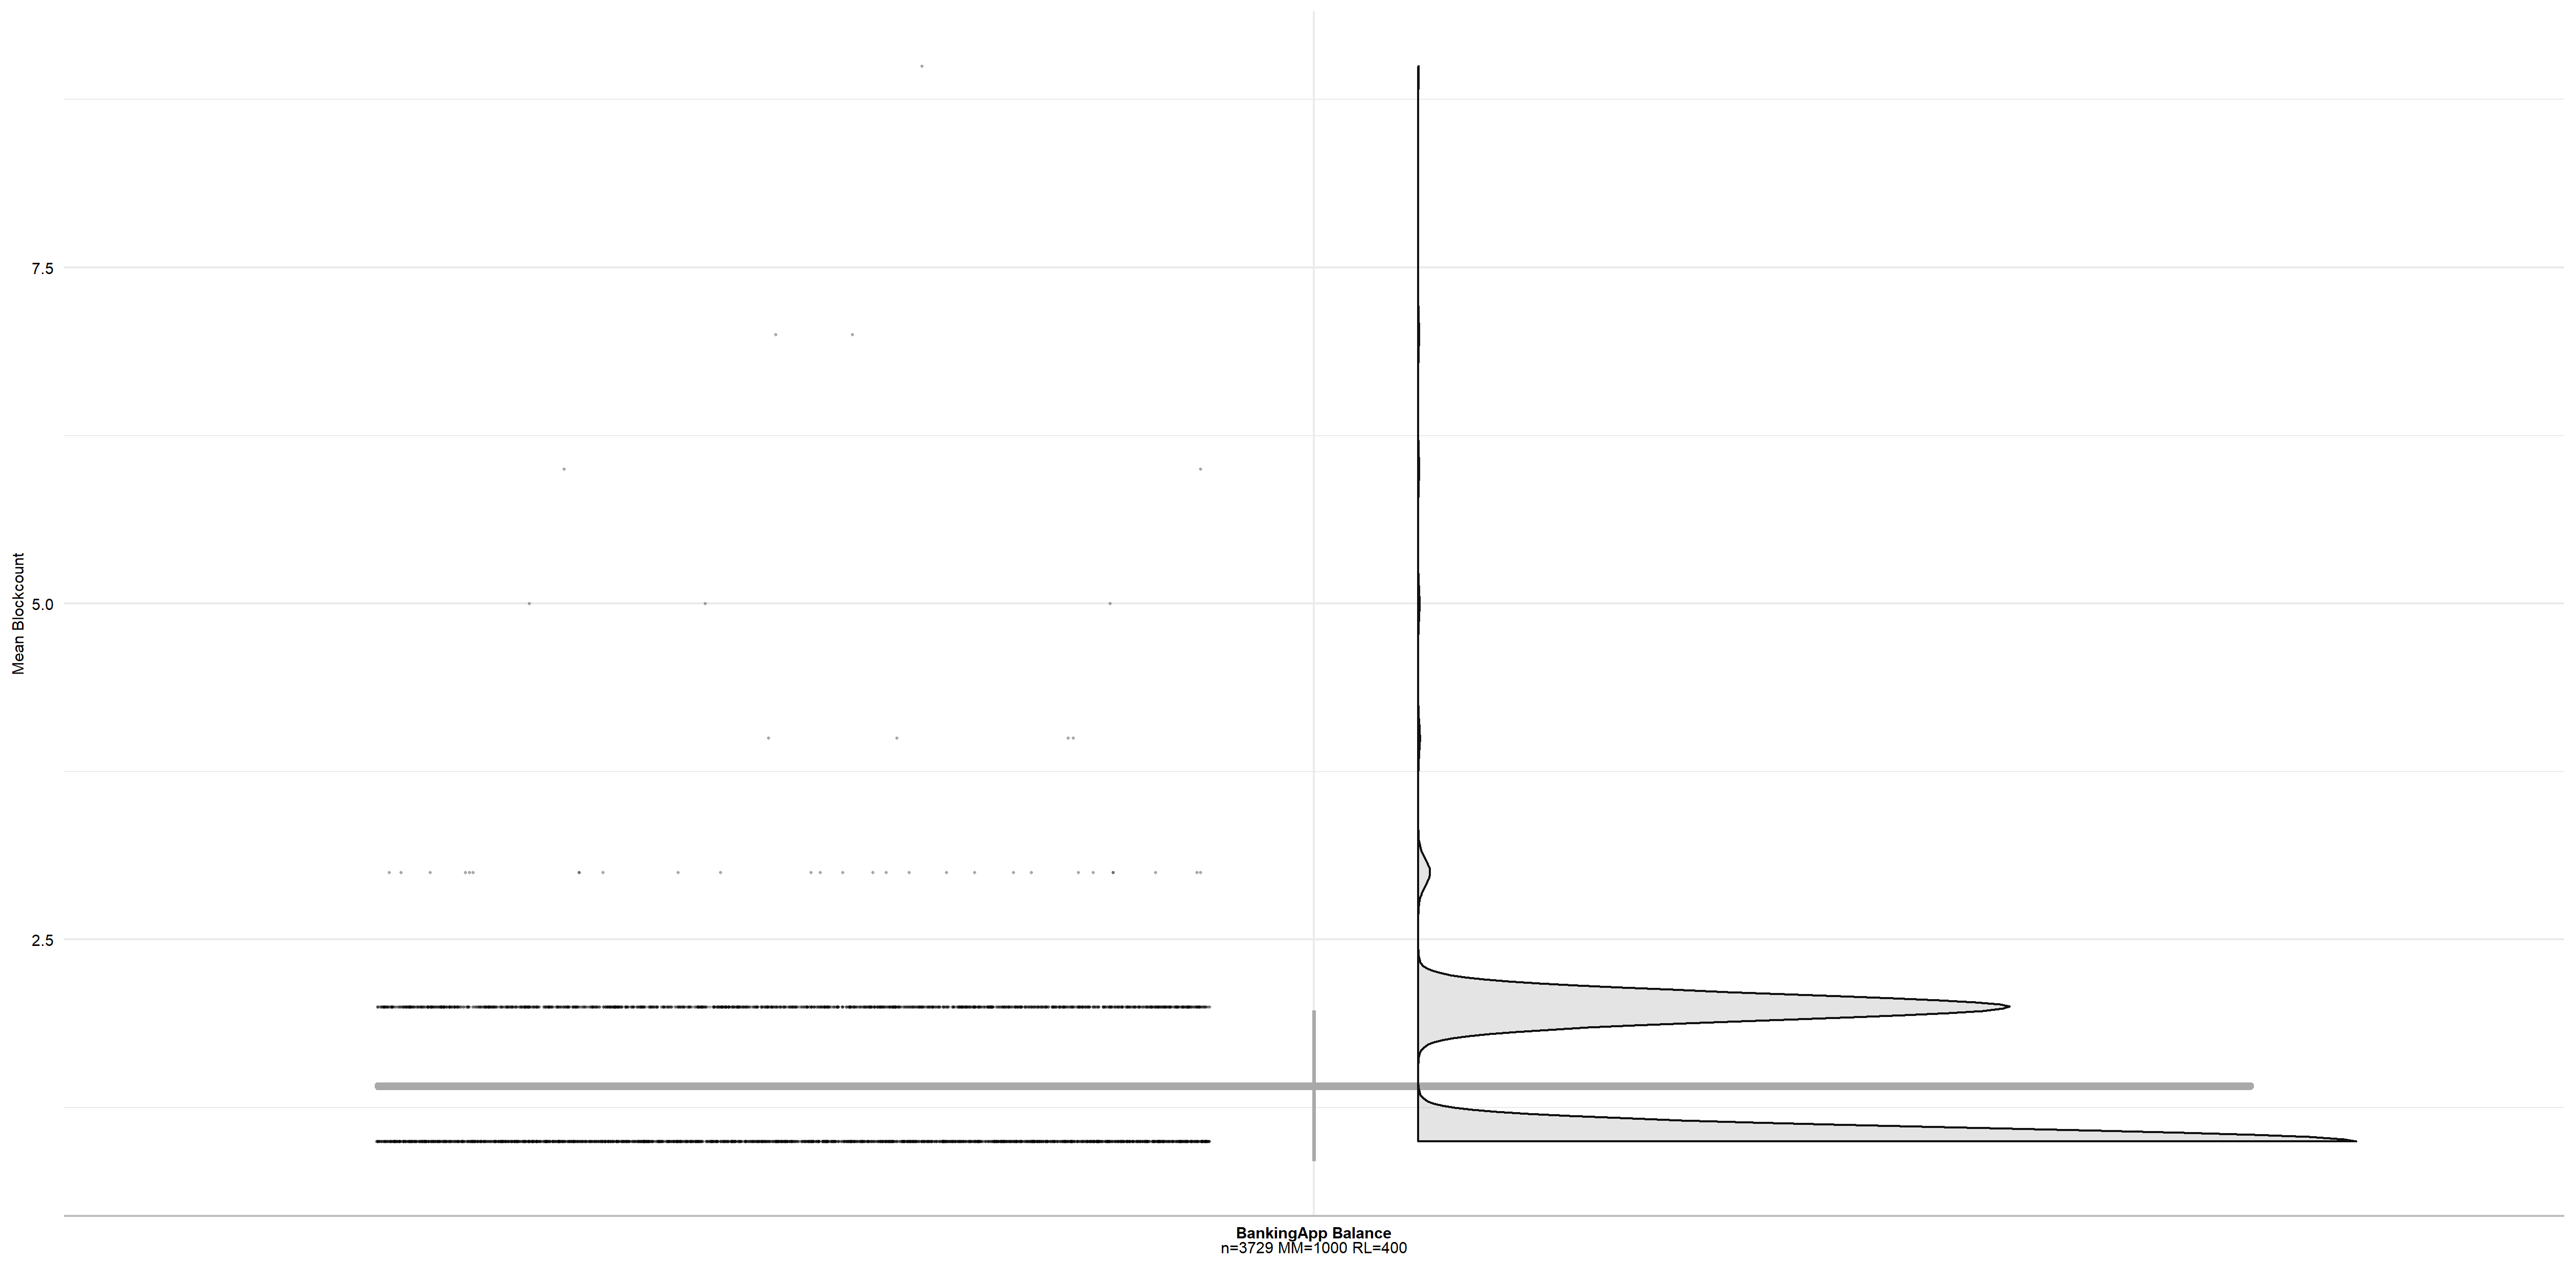 Mean Blockcount
7.5
5.0
2.5
BankingApp Balance
n=3729 MM=1000 RL=400